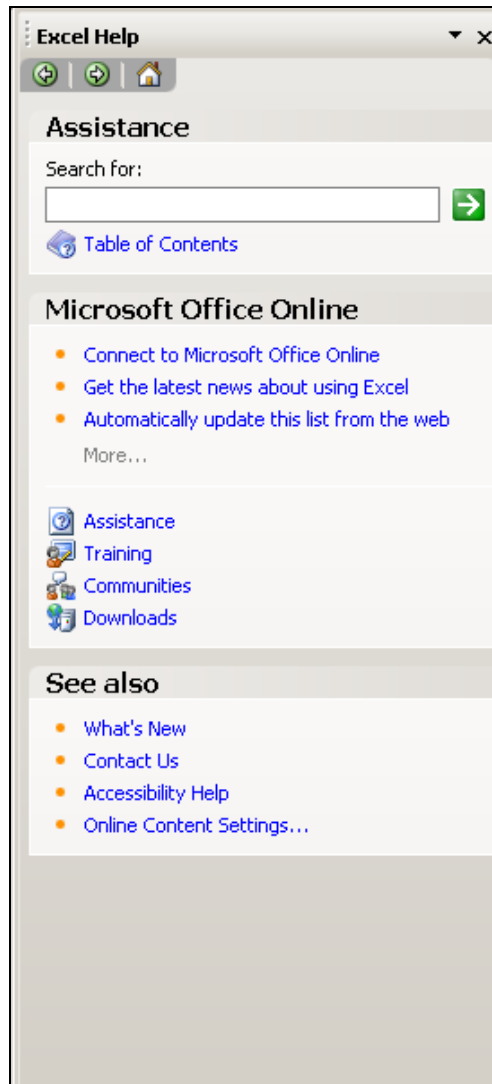 Excel Help
Assistance
Search for:
Table of Contents
Microsoft Office Online
Connect to Microsoft Office Online
Get the latest news about using Excel
Automatically update this list from the web
More...
Assistance
Training
Communities
Downloads
See also
What's New
Contact Us
Accessibility Help
Online Content Settings...